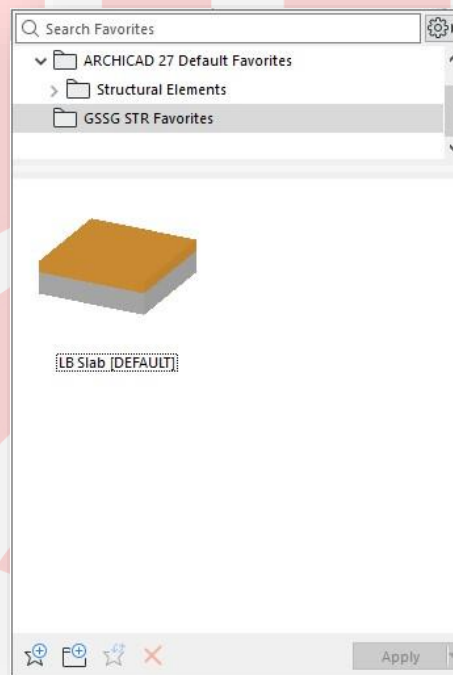 Search Favorites
ARCHICAD 27 Default Favorites
Structural Elements
GSSG STR Favorites
LB Slab [DEFAULT]
Apply